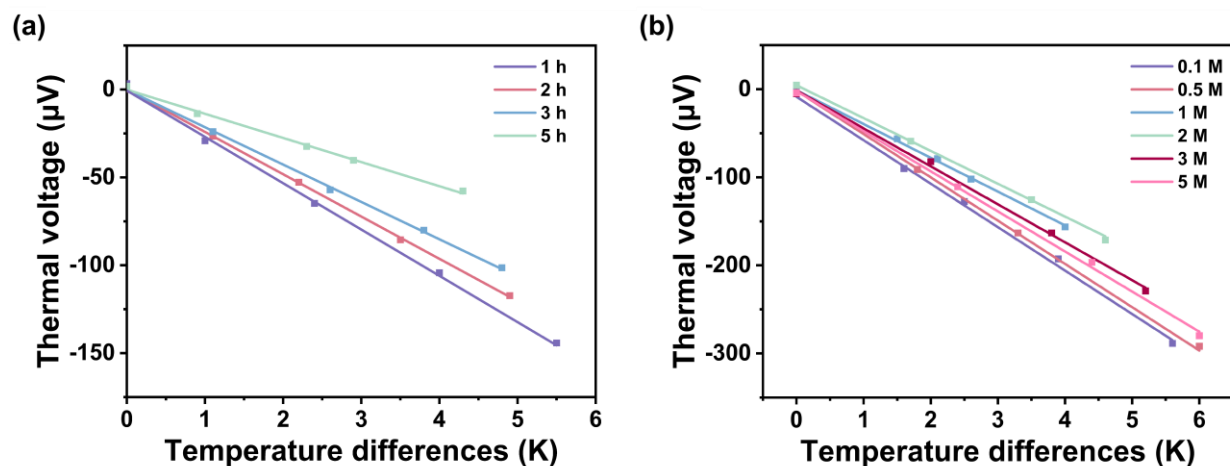 (a)
Thermal voltage (µV)
0
-50
-100
-150
0 1 2 3 4 5 6
Temperature differences (K)
1 h
2 h
3 h
5 h
(b)
Thermal voltage (µV)
0
-100
-200
-300
0 1 2 3 4 5 6
Temperature differences (K)
0.1 M
0.5 M
1 M
2 M
3 M
5 M